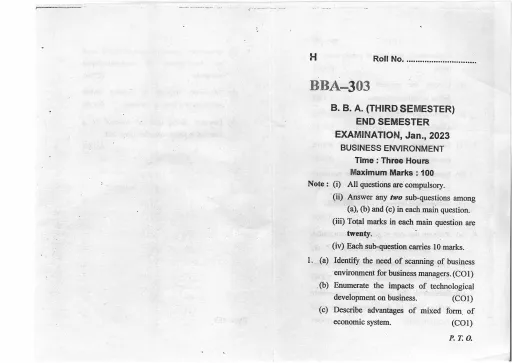 H Roll No. ..............................
BBA–303
B. B. A. (THIRD SEMESTER)
END SEMESTER
EXAMINATION, Jan., 2023
BUSINESS ENVIRONMENT
Time : Three Hours
Maximum Marks : 100
Note : (i) All questions are compulsory.
(ii) Answer any two sub-questions among
(a), (b) and (c) in each main question.
(iii) Total marks in each main question are
twenty.
(iv) Each sub-question carries 10 marks.
1. (a) Identify the need of scanning of business
environment for business managers. (CO1)
(b) Enumerate the impacts of technological
development on business. (CO1)
(c) Describe advantages of mixed form of
economic system. (CO1)
P. T. O.